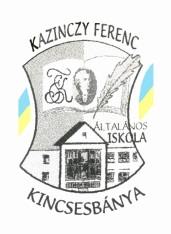 KAZINCZY FERENC
ÁLTALÁNOS
ISKOLA
KINCSESBÁNYA